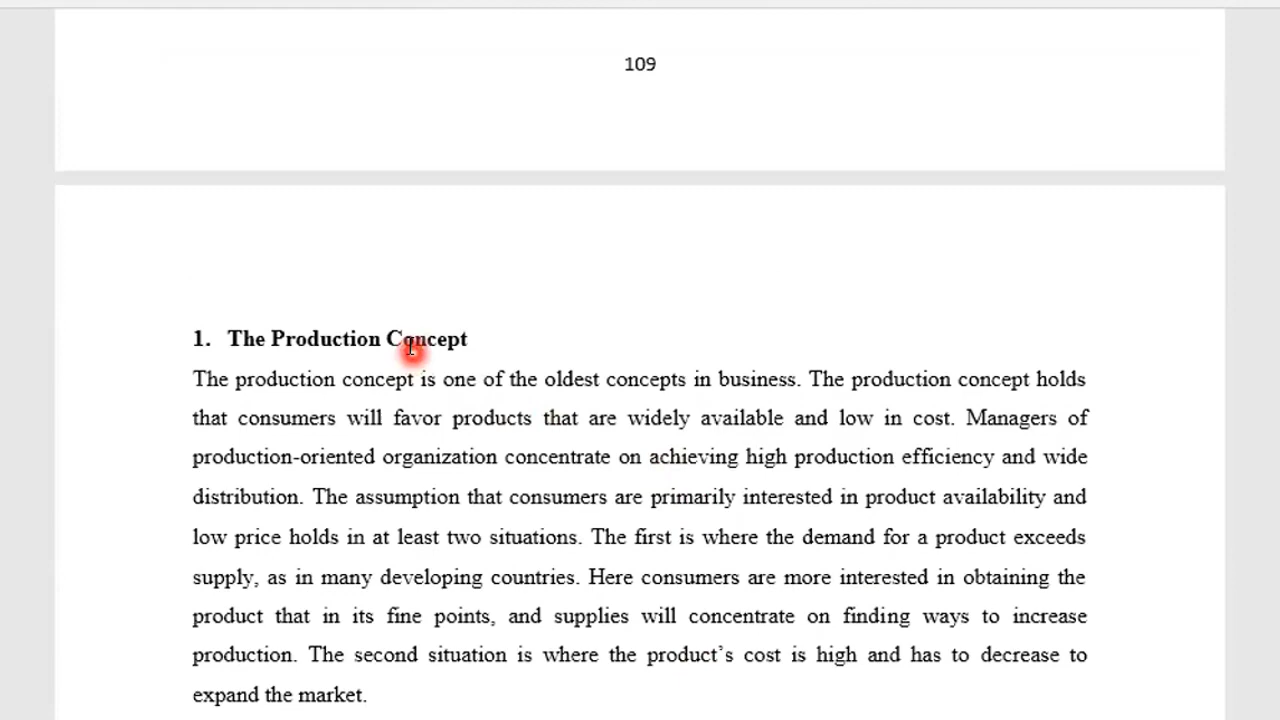 109
1. The Production Concept
The production concept is one of the oldest concepts in business. The production concept holds
that consumers will favor products that are widely available and low in cost. Managers of
production-oriented organization concentrate on achieving high production efficiency and wide
distribution. The assumption that consumers are primarily interested in product availability and
low price holds in at least two situations. The first is where the demand for a product exceeds
supply, as in many developing countries. Here consumers are more interested in obtaining the
product that in its fine points, and supplies will concentrate on finding ways to increase
production. The second situation is where the product’s cost is high and has to decrease to
expand the market.